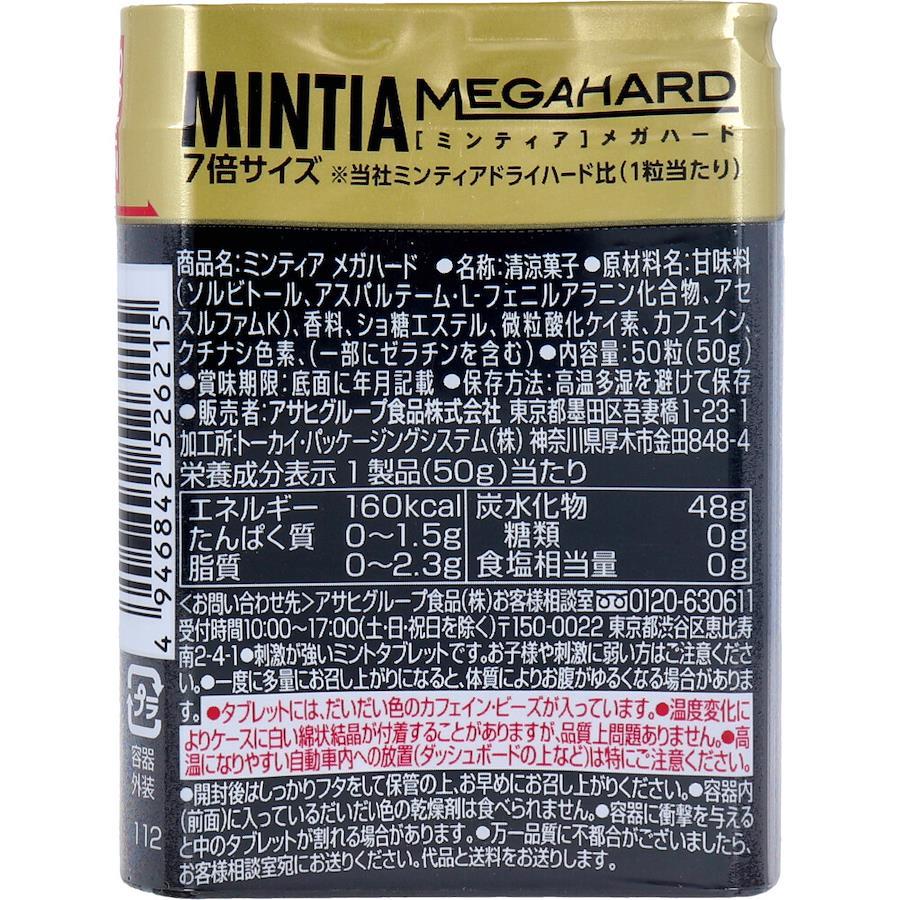 MINTIA MEGAHARD
[ミンティア]メガハード
7倍サイズ ※当社ミンティアドライハード比(1粒当たり)
商品名:ミンティア メガハード ●名称:清涼菓子●原材料名:甘味料
(ソルビトール、アスパルテーム・L-フェニルアラニン化合物、アセ
スルファムK)、香料、ショ糖エステル、微粒酸化ケイ素、カフェイン、
クチナシ色素、(一部にゼラチンを含む)●内容量:50粒(50g)
●賞味期限:底面に年月記載 ●保存方法:高温多湿を避けて保存
●販売者:アサヒグループ食品株式会社 東京都墨田区吾妻橋1-23-1
加工所:トーカイ・パッケージングシステム(株) 神奈川県厚木市金田848-4
栄養成分表示 1製品(50g)当たり
エネルギー 160kcal 炭水化物 48g
たんぱく質 0〜1.5g 糖類 0g
脂質 0〜2.3g 食塩相当量 0g
<お問い合わせ先>アサヒグループ食品(株)お客様相談室 0120-630611
受付時間10:00〜17:00(土・日・祝日を除く)〒150-0022 東京都渋谷区恵比寿
南2-4-1●刺激が強いミントタブレットです。お子様や刺激に弱い方はご注意くださ
い。●一度に多量にお召し上がりになると、体質によりお腹がゆるくなる場合がありま
す。●タブレットには、だいだい色のカフェイン・ビーズが入っています。●温度変化に
よりケースに白い綿状結晶が付着することがありますが、品質上問題ありません。●高
温になりやすい自動車内への放置(ダッシュボードの上など)は特にご注意ください。
●開封後はしっかりフタをして保管の上、お早めにお召し上がりください。●容器内
(前面)に入っているだいだい色の乾燥剤は食べられません。●容器に衝撃を与える
と中のタブレットが割れる場合があります。●万一品質に不都合がございましたら、
お客様相談室宛にお送りください。代品と送料をお送りします。
4946842526215
プラ
容器
外装
112